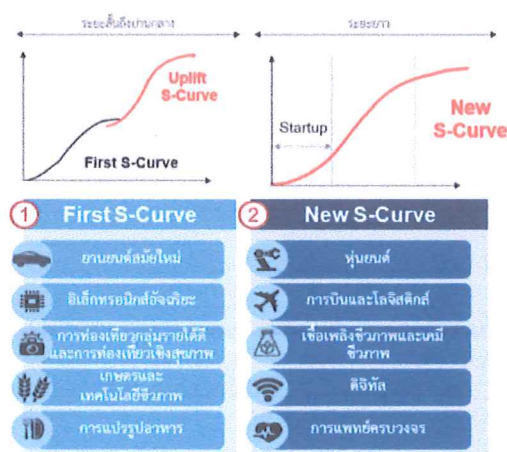 ระยะสั้นถึงปานกลาง
ระยะยาว
Uplift
S-Curve
First S-Curve
Startup
New
S-Curve
1 First S-Curve
ยานยนต์สมัยใหม่
อิเล็กทรอนิกส์อัจฉริยะ
การท่องเที่ยวกลุ่มรายได้ดี
และการท่องเที่ยวเชิงสุขภาพ
เกษตรและ
เทคโนโลยีชีวภาพ
การแปรรูปอาหาร
2 New S-Curve
หุ่นยนต์
การบินและโลจิสติกส์
เชื้อเพลิงชีวภาพและเคมี
ชีวภาพ
ดิจิทัล
การแพทย์ครบวงจร